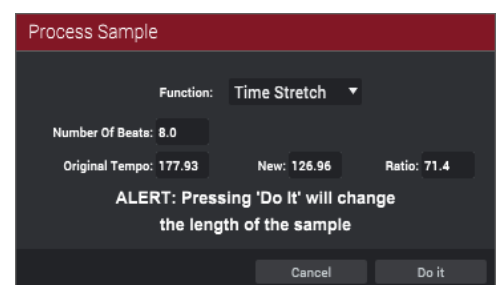 Process Sample
Function: Time Stretch
Number Of Beats: 8.0
Original Tempo: 177.93 New: 126.96 Ratio: 71.4
ALERT: Pressing 'Do It' will change
the length of the sample
Cancel Do it